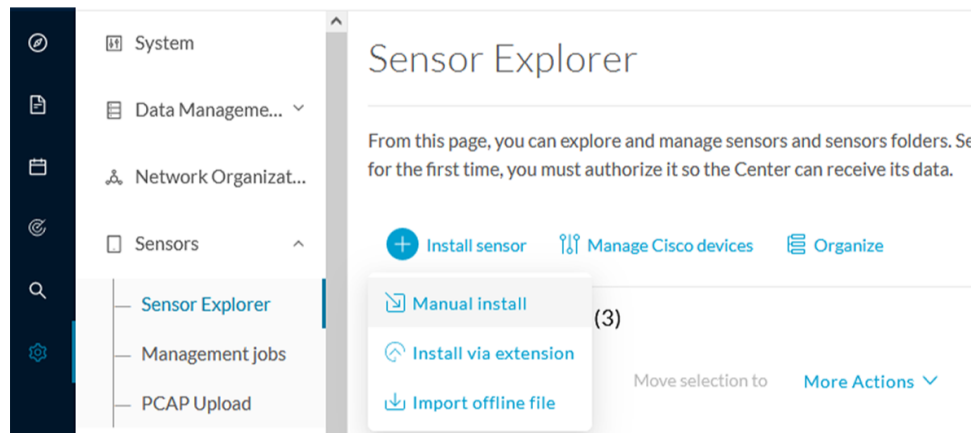 System
Data Manageme...
Network Organizat...
Sensors
Sensor Explorer
Management jobs
PCAP Upload
Sensor Explorer
From this page, you can explore and manage sensors and sensors folders. Se
for the first time, you must authorize it so the Center can receive its data.
Install sensor Manage Cisco devices Organize
Manual install
(3)
Install via extension
Move selection to More Actions
Import offline file